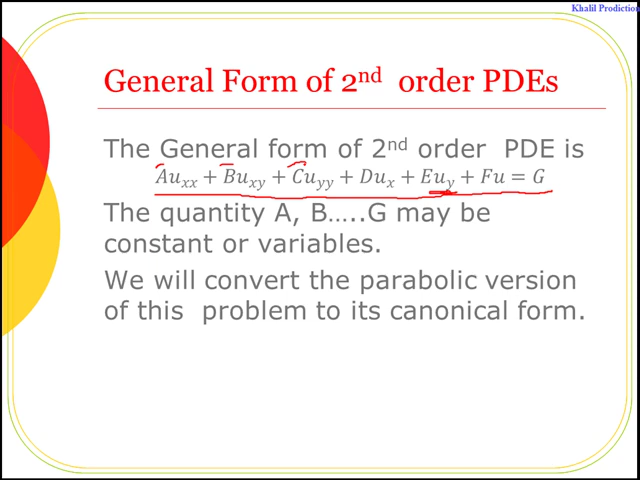 Khalil Prodiction
General Form of 2nd order PDEs
The General form of 2nd order PDE is
Au_xx + Bu_xy + Cu_yy + Du_x + Eu_y + Fu = G
The quantity A, B…..G may be
constant or variables.
We will convert the parabolic version
of this problem to its canonical form.